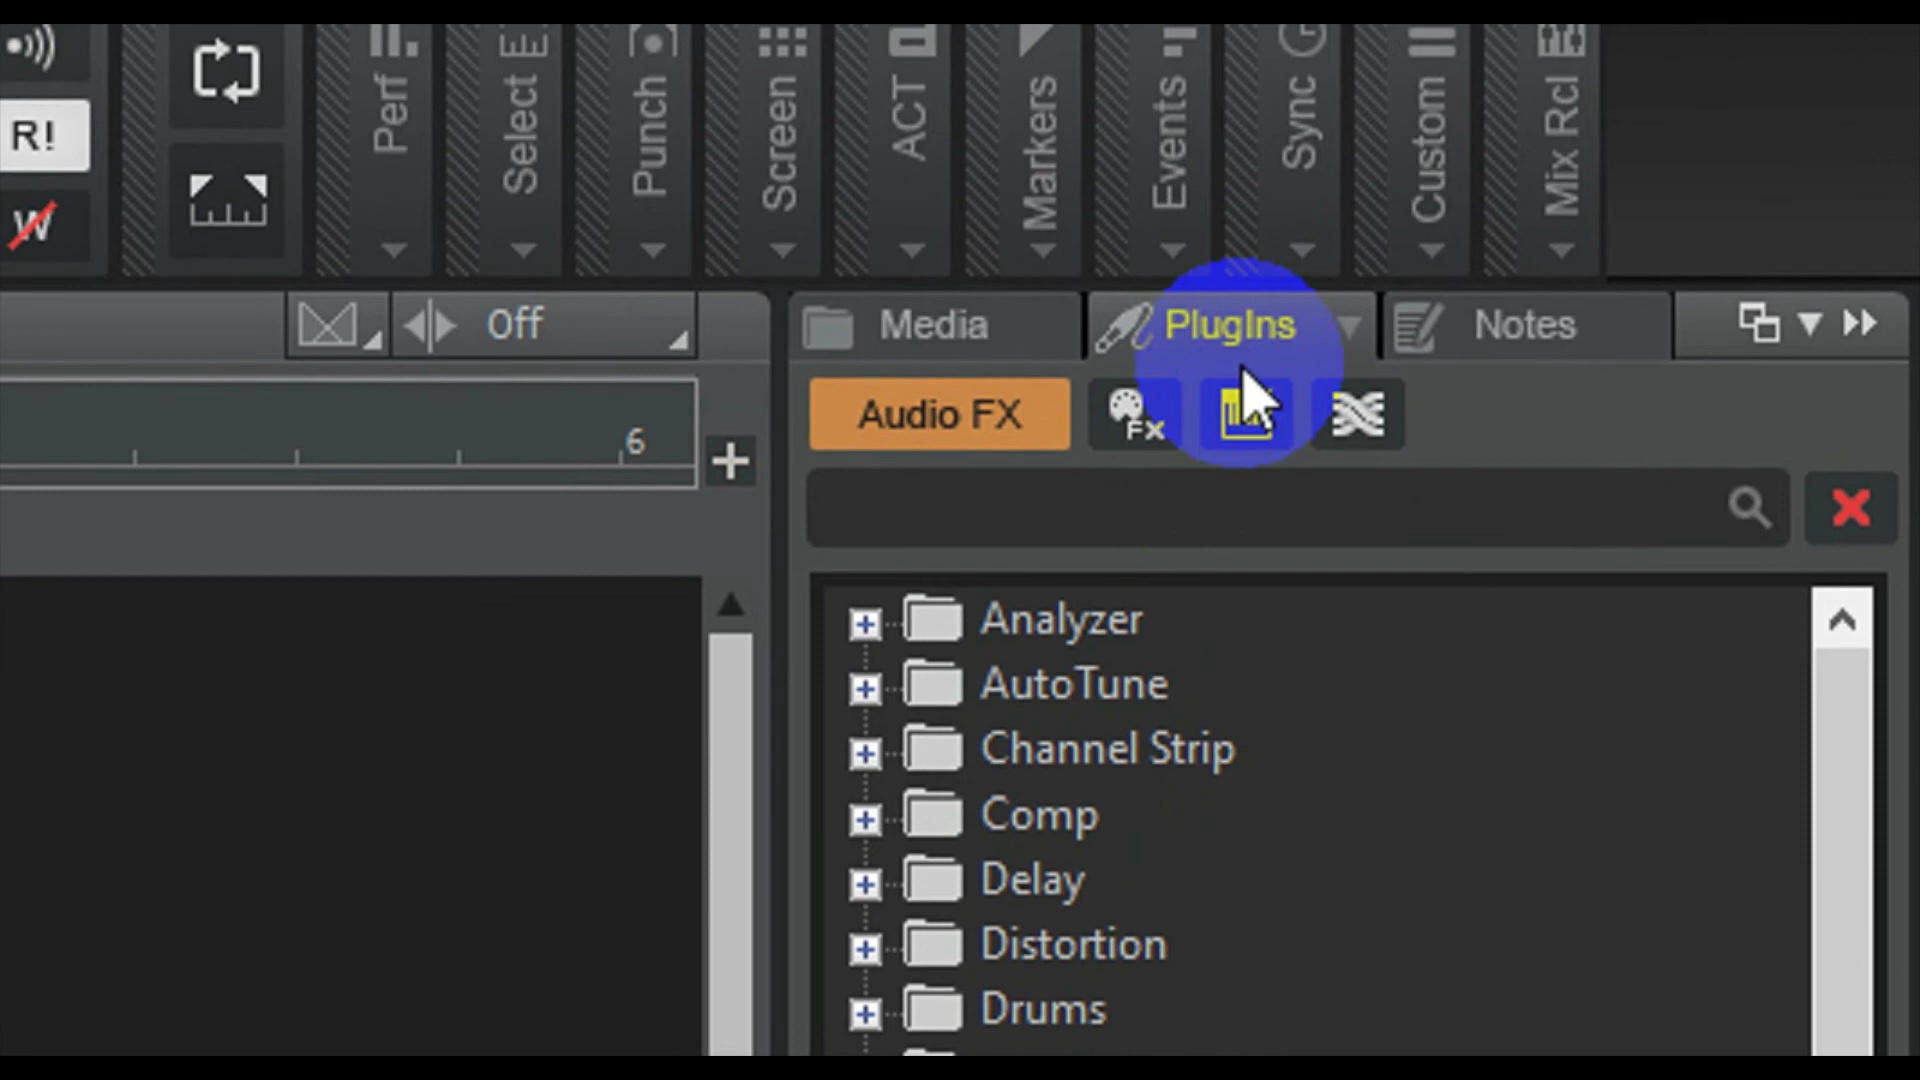 R!
W
Perf
Select
Punch
Screen
ACT
Markers
Events
Sync
Custom
Mix Rcl
Off
Media
PlugIns
Notes
Audio FX
FX
6
Analyzer
AutoTune
Channel Strip
Comp
Delay
Distortion
Drums